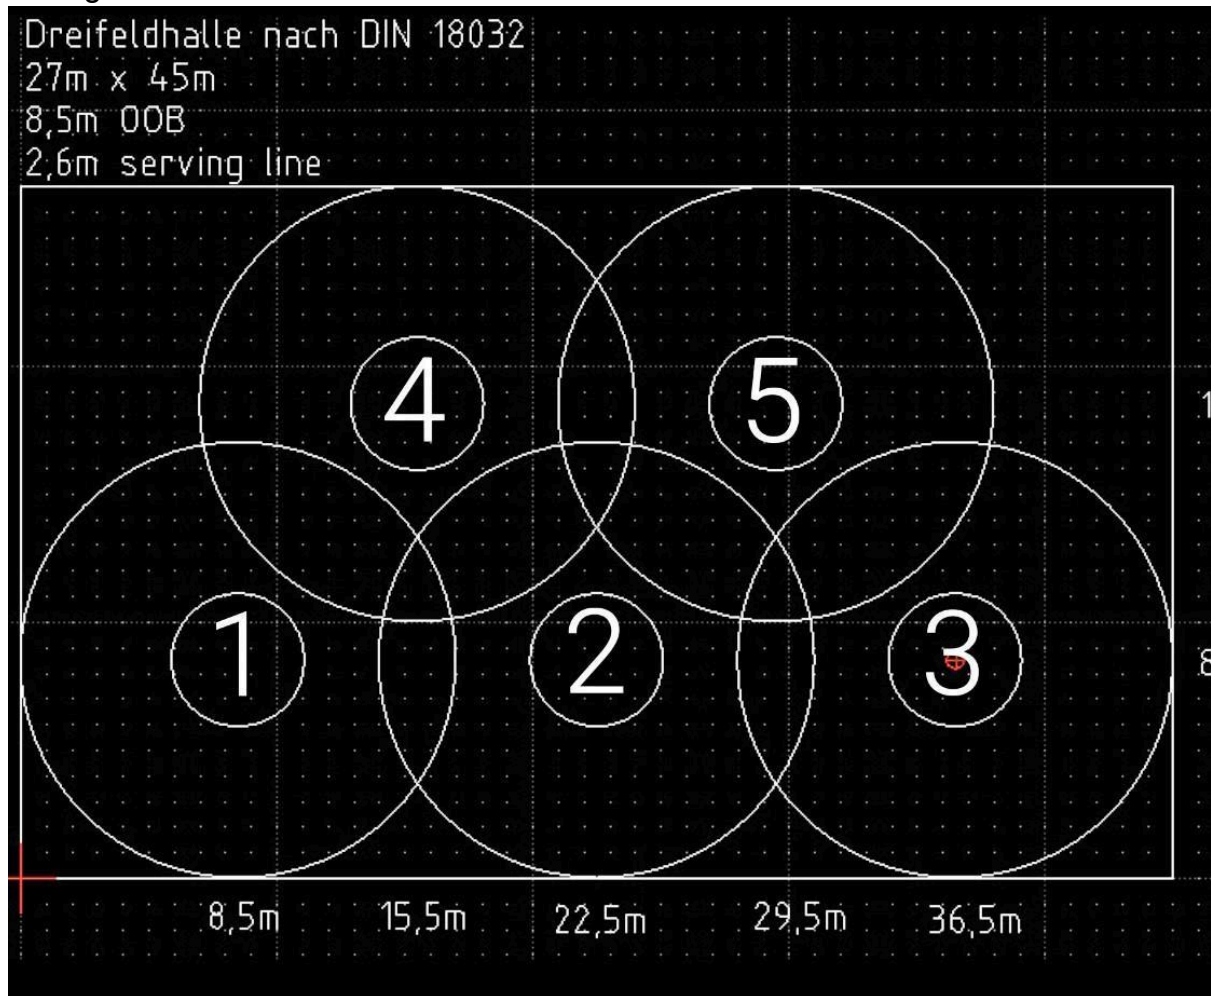 Dreifeldhalle nach DIN 18032
27m x 45m
8,5m OOB
2,6m serving line
4 5
1 2 3
8,5m 15,5m 22,5m 29,5m 36,5m